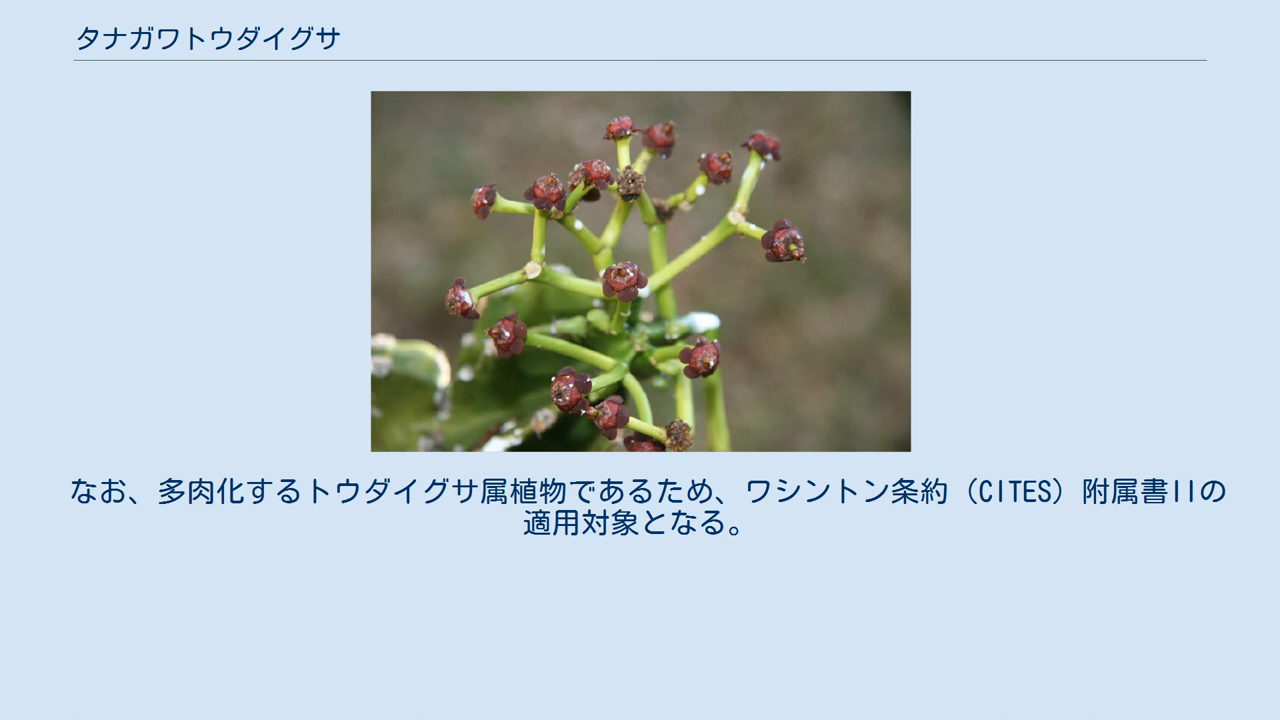 タナガワトウダイグサ
なお、多肉化するトウダイグサ属植物であるため、ワシントン条約（CITES）附属書IIの
適用対象となる。